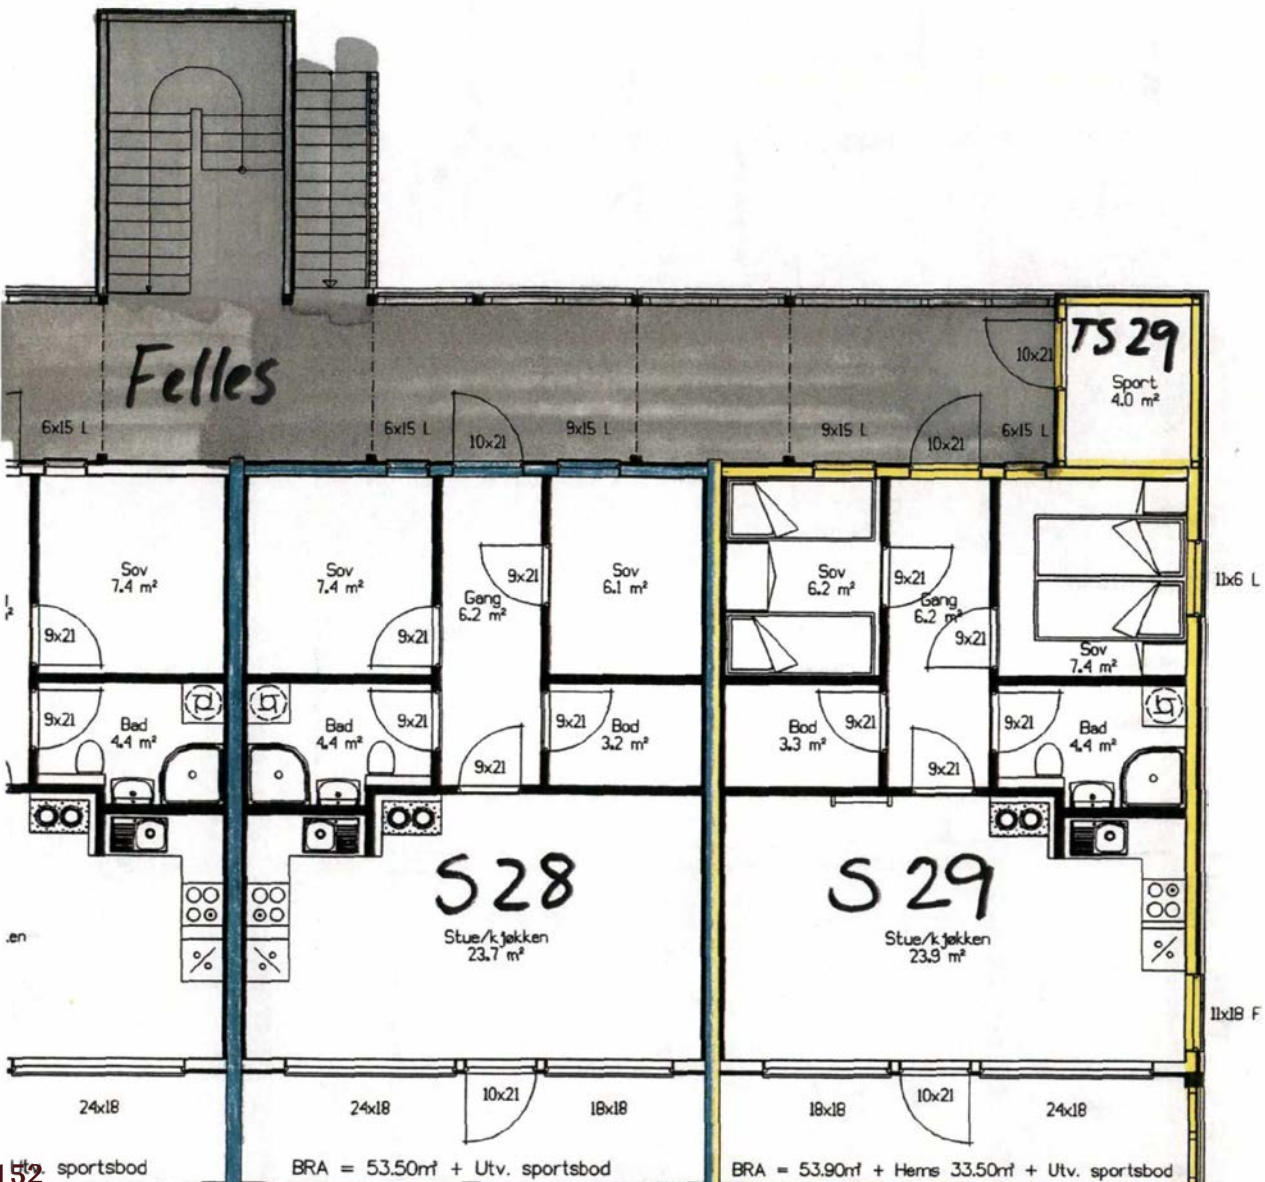 TS 29
10x21
Sport
4.0 m²
Felles
6x15 L
6x15 L
10x21
9x15 L
9x15 L
10x21
6x15 L
Sov
7.4 m²
Sov
7.4 m²
9x21
Gang
6.2 m²
Sov
6.1 m²
Sov
6.2 m²
9x21
Gang
6.2 m²
11x6 L
9x21
9x21
9x21
Sov
7.4 m²
9x21
Bad
4.4 m²
Bad
4.4 m²
9x21
9x21
Bod
3.2 m²
Bod
3.3 m²
9x21
9x21
Bad
4.4 m²
9x21
9x21
S 28
S 29
en
Stue/kjøkken
23.7 m²
Stue/kjøkken
23.9 m²
11x18 F
24x18
24x18
10x21
18x18
18x18
10x21
24x18
152
sportsbod
BRA = 53.50m² + Utv. sportsbod
BRA = 53.90m² + Hems 33.50m² + Utv. sportsbod